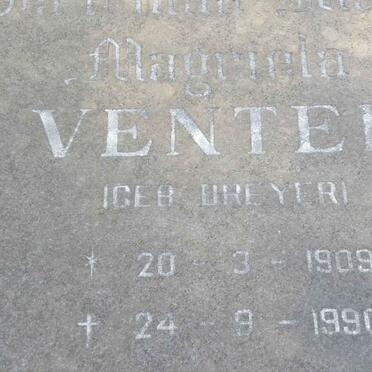 Magriela
VENTER
(GEB DREYER)
* 20 - 3 - 1909
† 24 - 9 - 1990